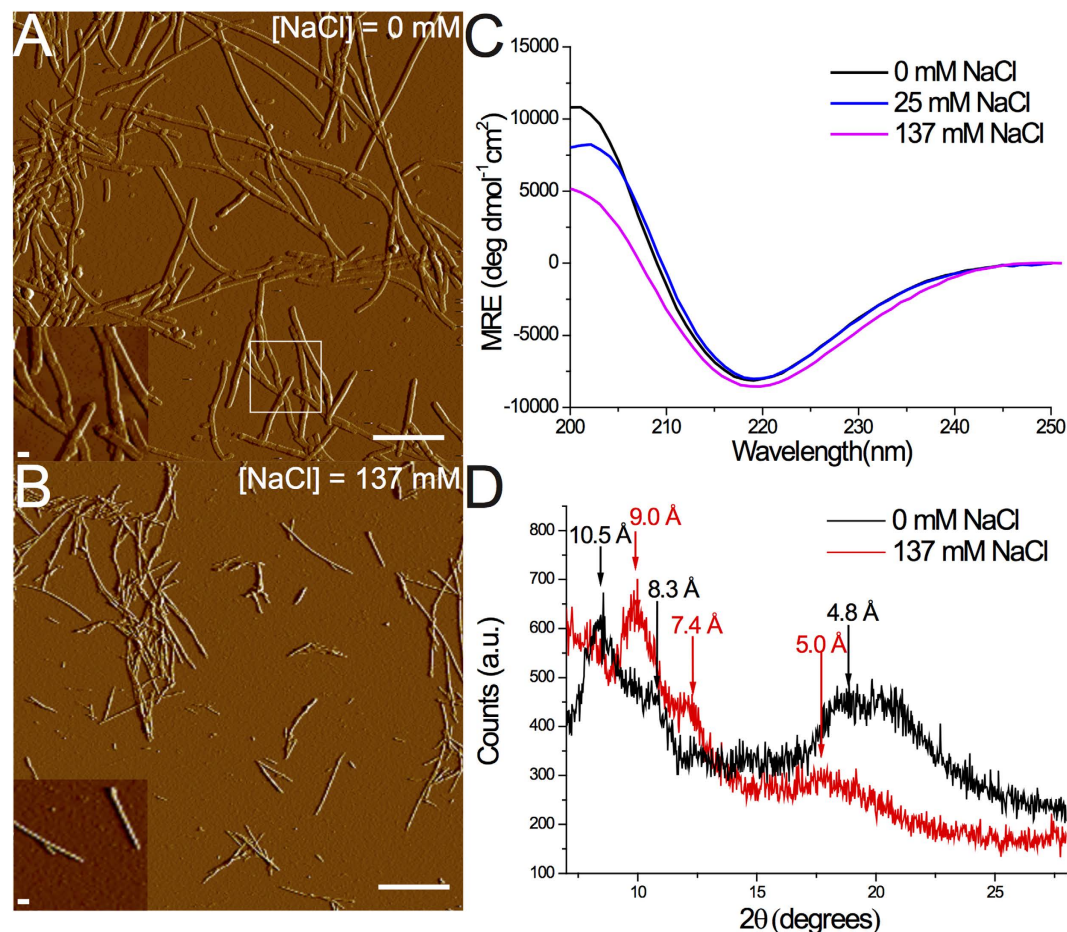 A
[NaCl] = 0 mM
B
[NaCl] = 137 mM
C
15000
10000
5000
0
-5000
-10000
MRE (deg dmol⁻¹cm²)
0 mM NaCl
25 mM NaCl
137 mM NaCl
200 210 220 230 240 250
Wavelength(nm)
D
800
700
600
500
400
300
200
100
Counts (a.u.)
10.5 Å
9.0 Å
8.3 Å
7.4 Å
5.0 Å
4.8 Å
0 mM NaCl
137 mM NaCl
10 15 20 25
2θ (degrees)